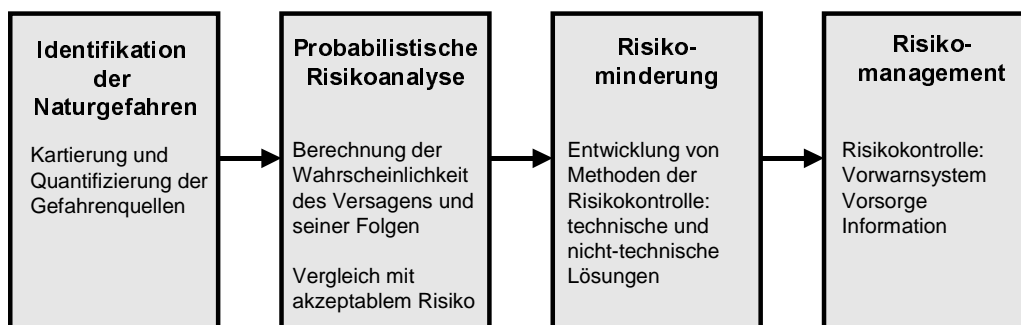 Identifikation
der
Naturgefahren
Kartierung und
Quantifizierung der
Gefahrenquellen
Probabilistische
Risikoanalyse
Berechnung der
Wahrscheinlichkeit
des Versagens und
seiner Folgen
Vergleich mit
akzeptablem Risiko
Risiko-
minderung
Entwicklung von
Methoden der
Risikokontrolle:
technische und
nicht-technische
Lösungen
Risiko-
management
Risikokontrolle:
Vorwarnsystem
Vorsorge
Information